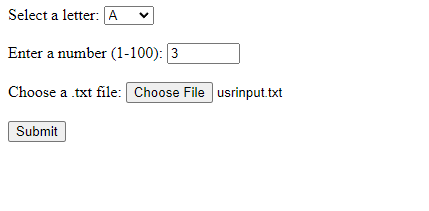 Select a letter: A
Enter a number (1-100): 3
Choose a .txt file: Choose File usrinput.txt
Submit